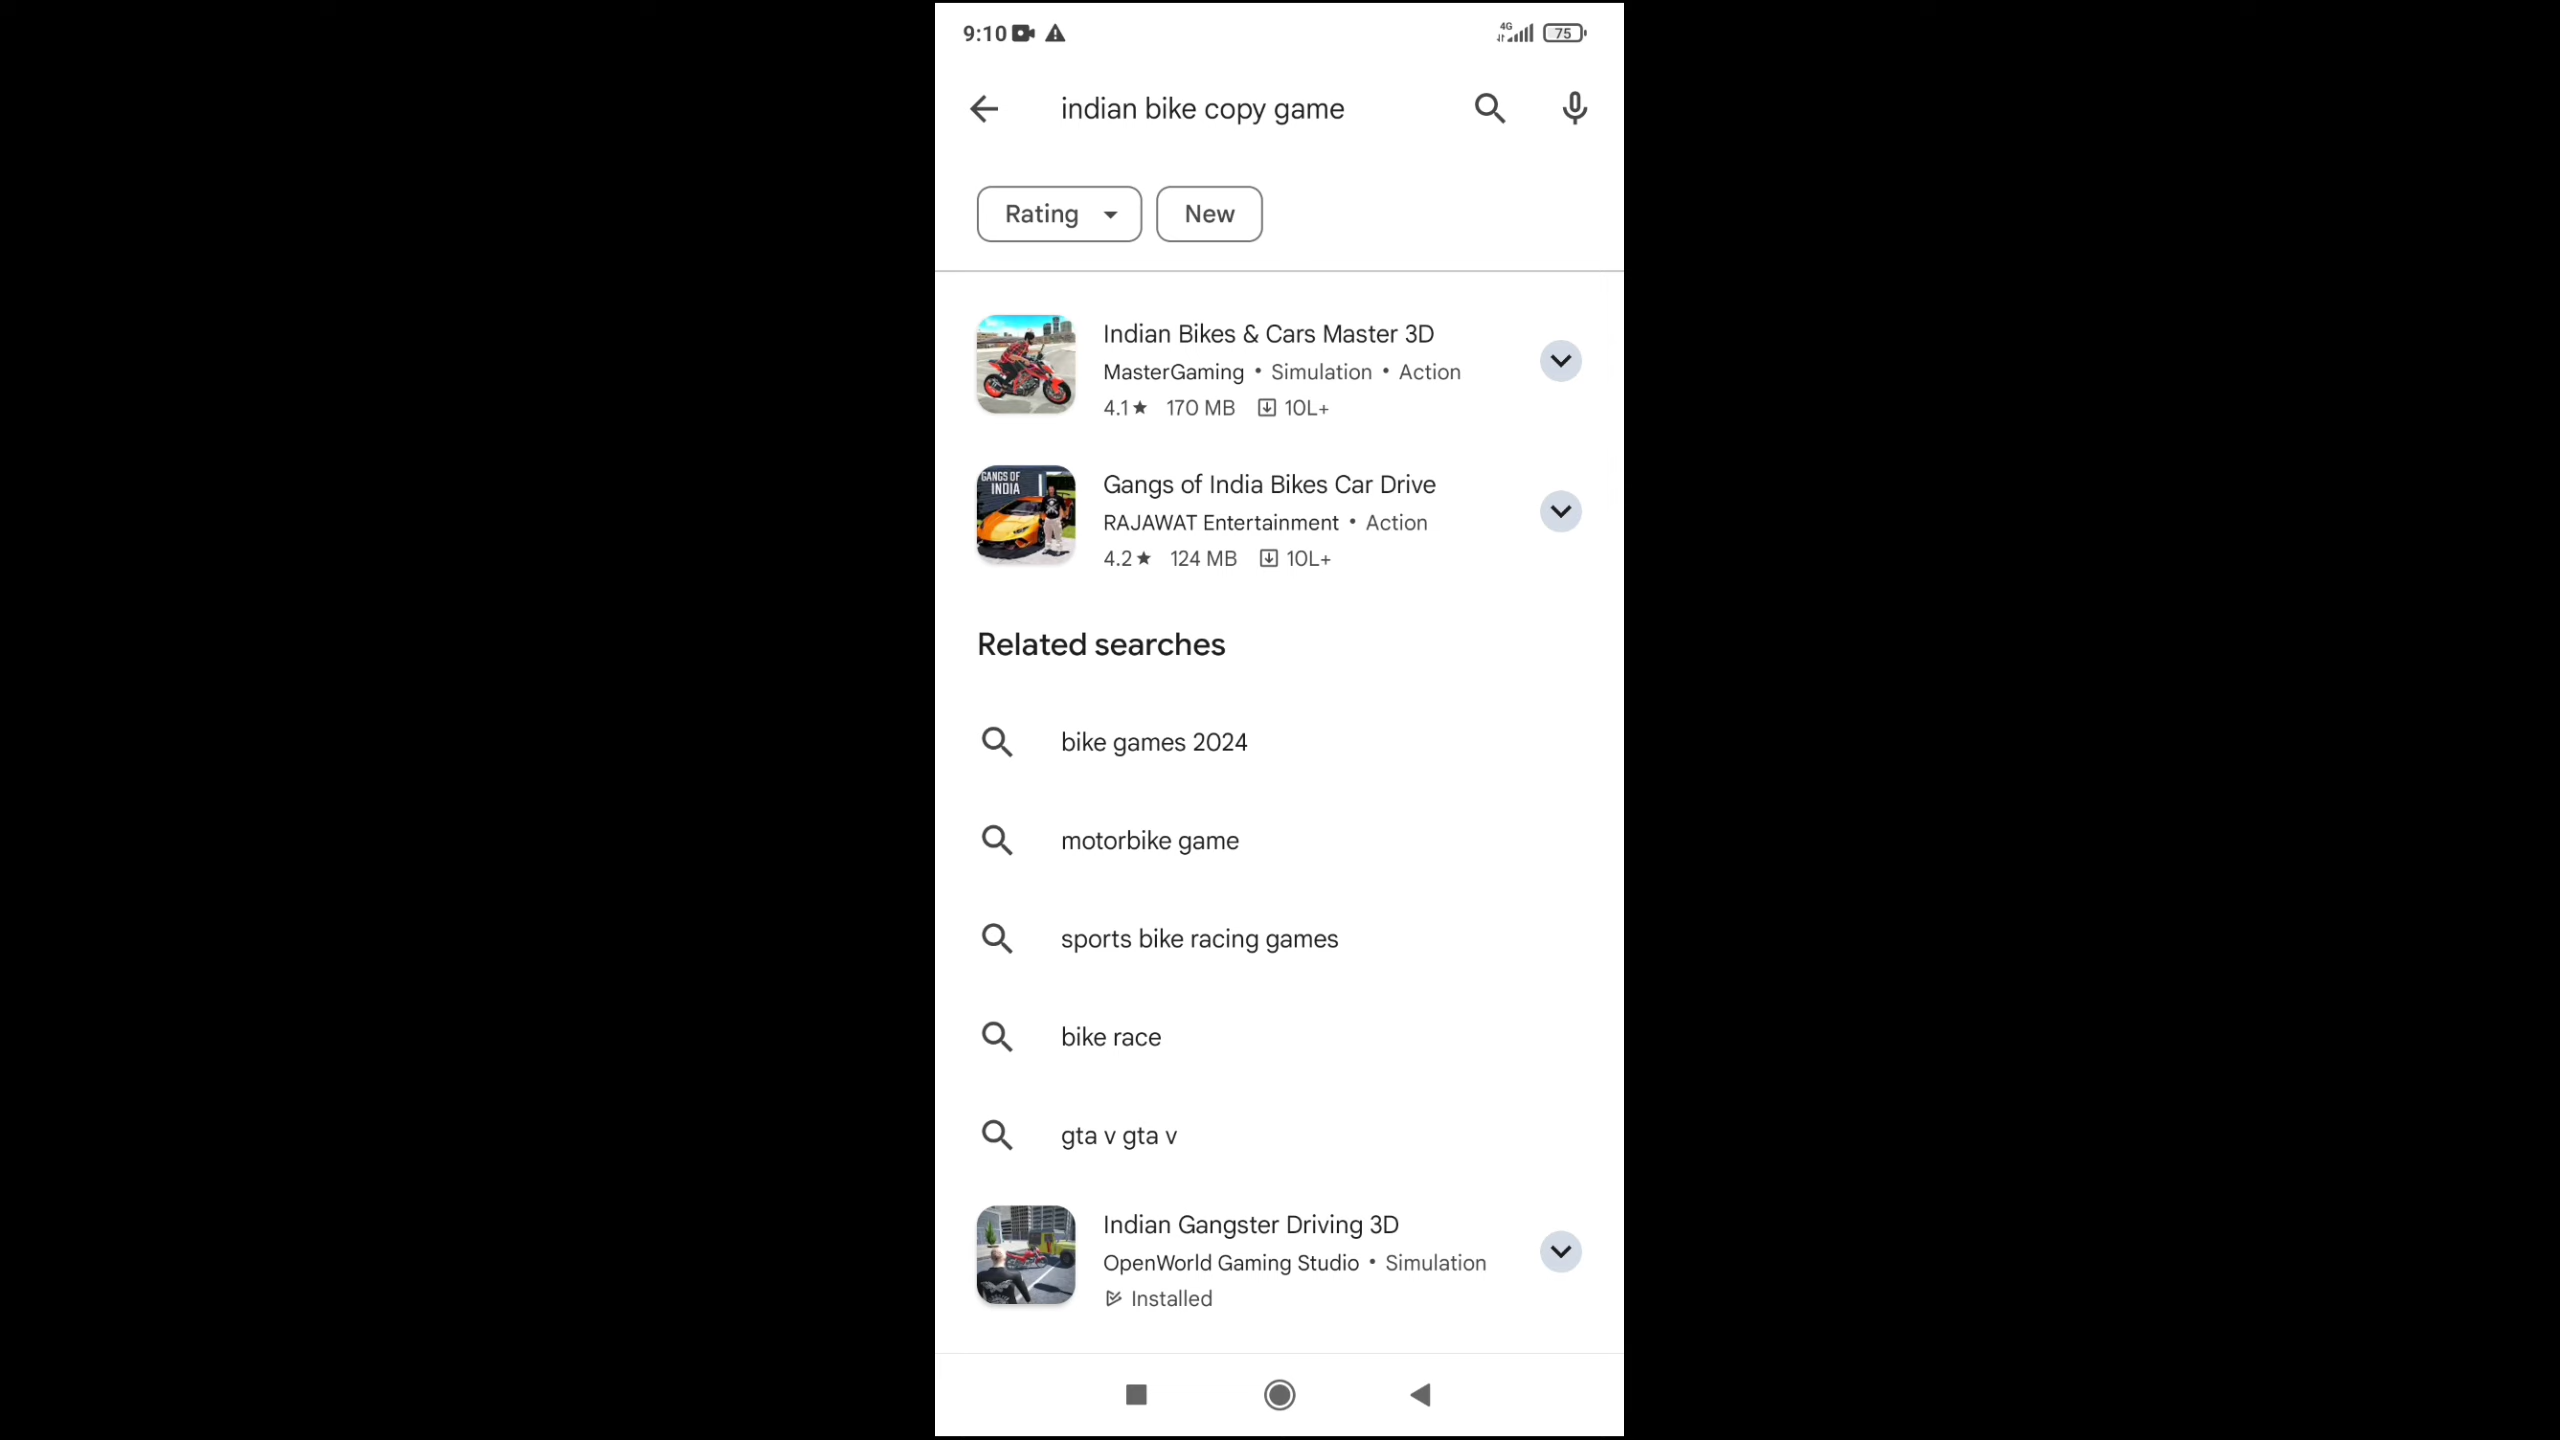 9:10
4G
75
indian bike copy game
Rating
New
Indian Bikes & Cars Master 3D
MasterGaming • Simulation • Action
4.1★ 170 MB 10L+
GANGS OF
INDIA
Gangs of India Bikes Car Drive
RAJAWAT Entertainment • Action
4.2★ 124 MB 10L+
Related searches
bike games 2024
motorbike game
sports bike racing games
bike race
gta v gta v
Indian Gangster Driving 3D
OpenWorld Gaming Studio • Simulation
Installed